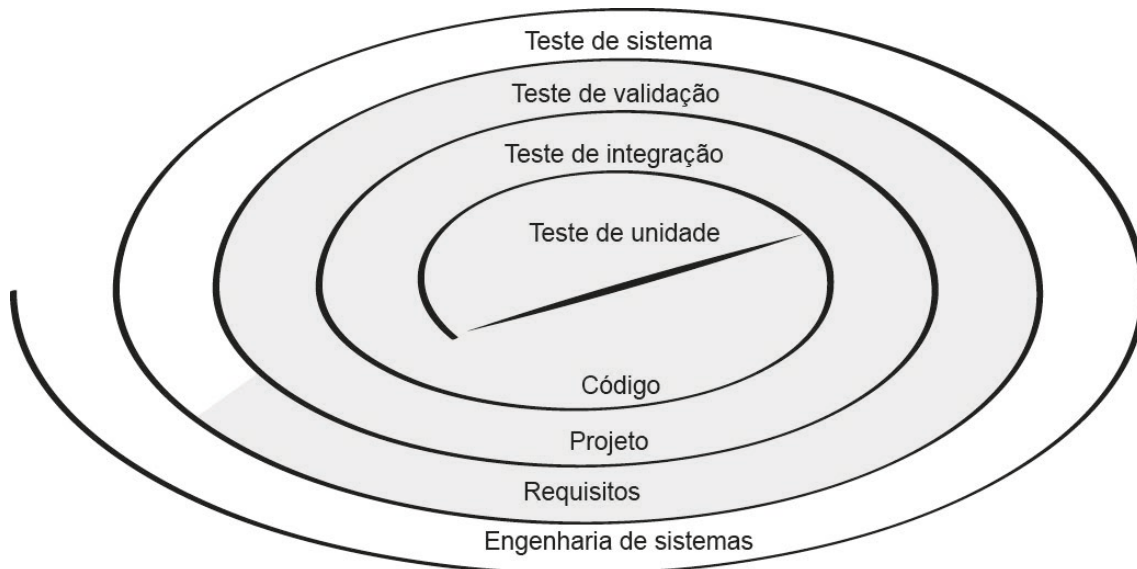 Teste de sistema
Teste de validação
Teste de integração
Teste de unidade
Código
Projeto
Requisitos
Engenharia de sistemas